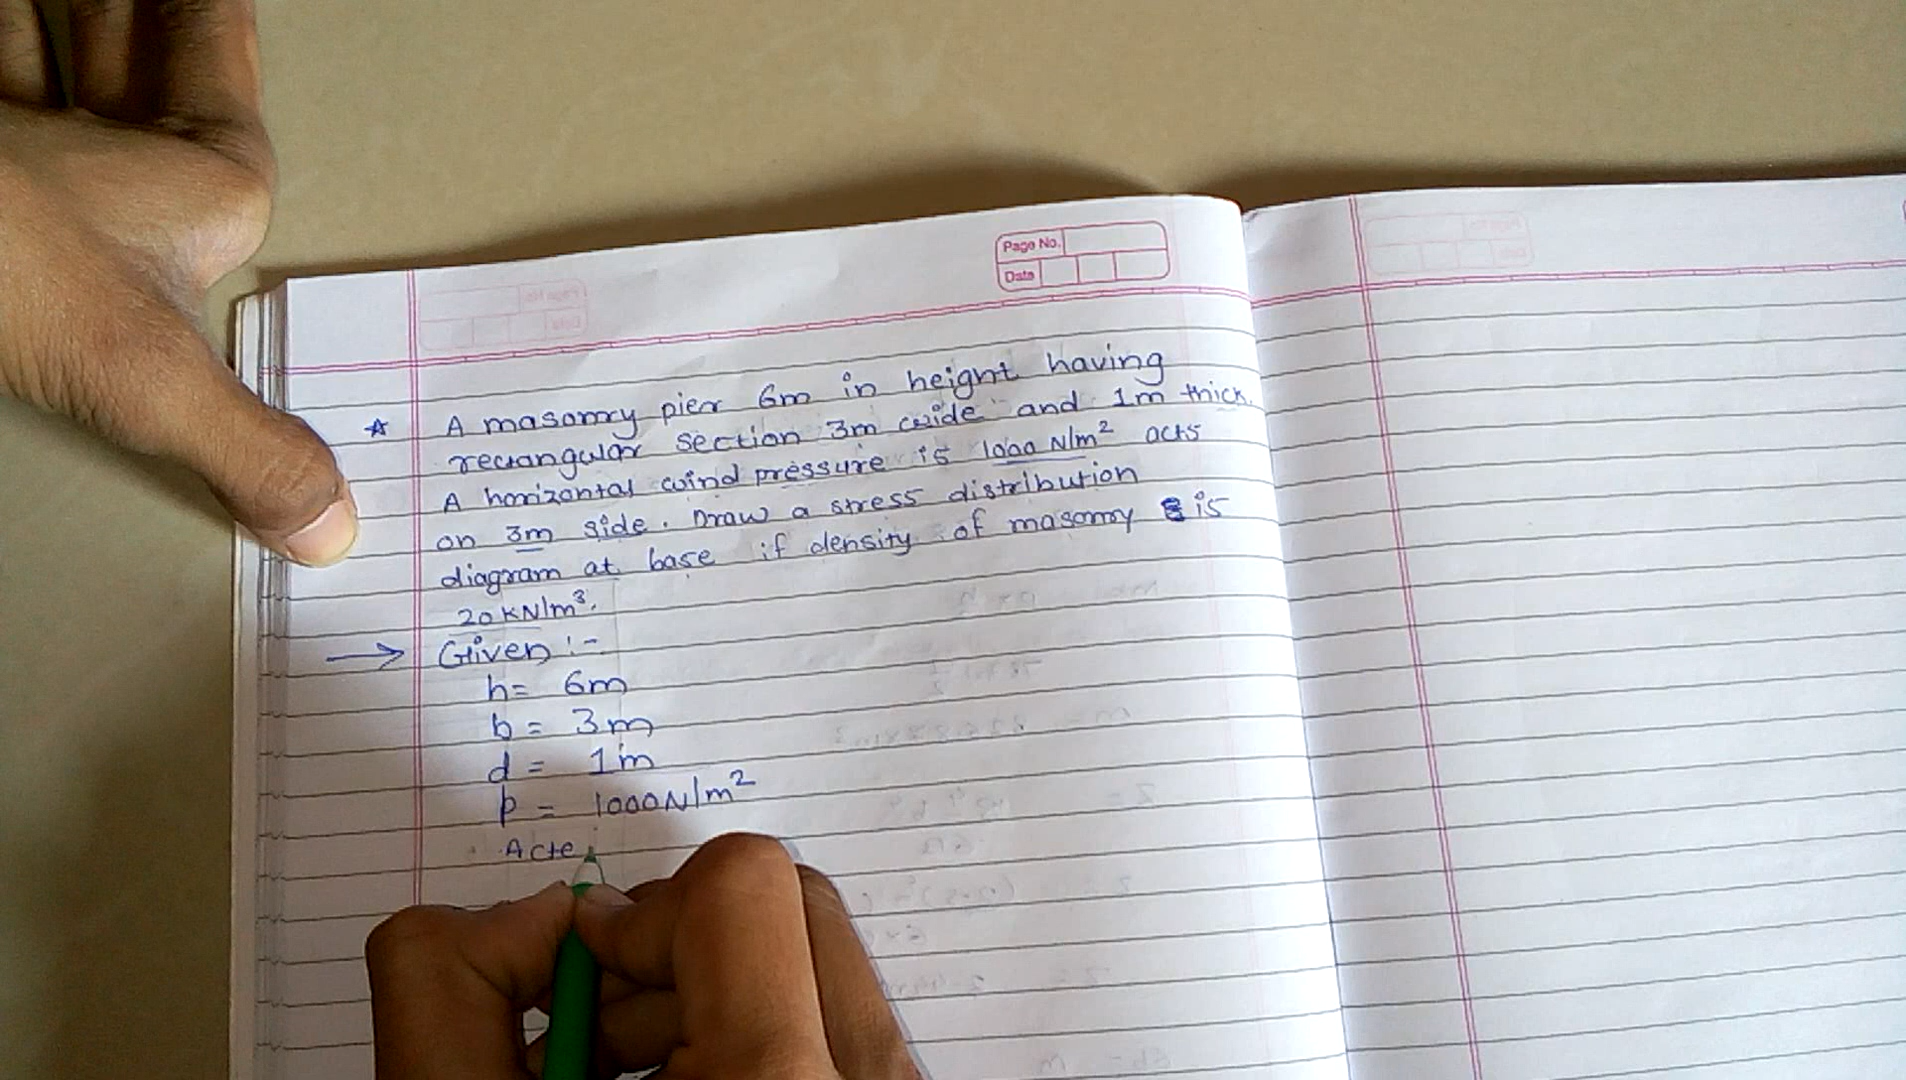 Page No.
Date
☆ A masonry pier 6m in height having
rectangular section 3m wide and 1m thick.
A horizontal wind pressure is 1000 N/m² acts
on 3m side. Draw a stress distribution
diagram at base if density of masonry is
20 KN/m³.
→ Given :-
h = 6m
b = 3m
d = 1m
p = 1000N/m²
Acte